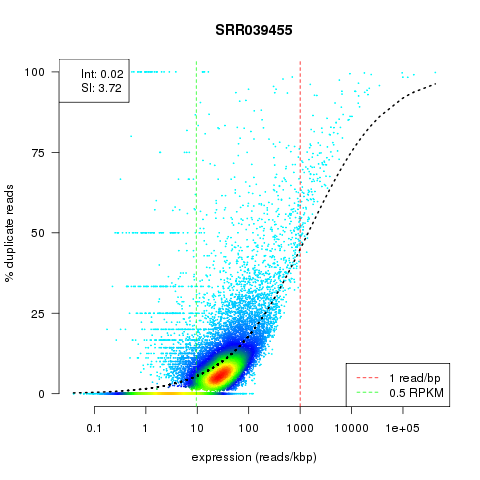 SRR039455
Int: 0.02
Sl: 3.72
100
75
50
25
0
% duplicate reads
1 read/bp
0.5 RPKM
0.1
1
10
100
1000
10000
1e+05
expression (reads/kbp)